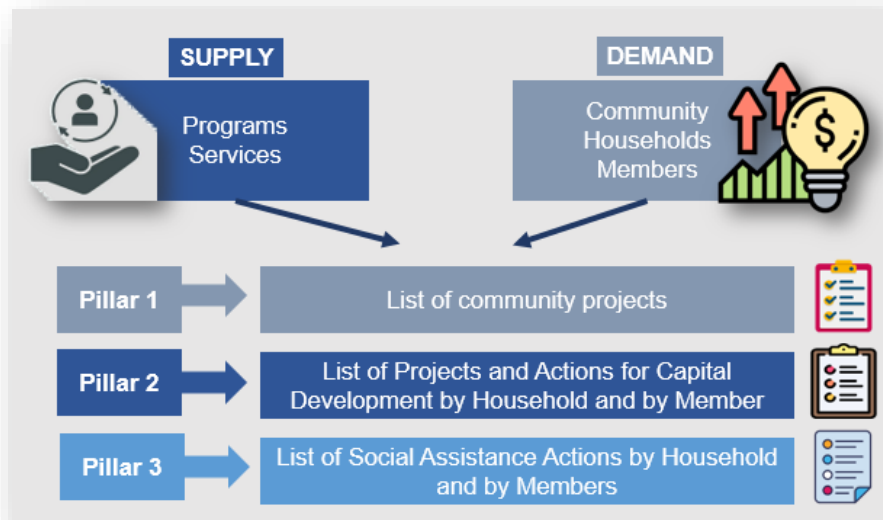 SUPPLY
Programs
Services
DEMAND
Community
Households
Members
$
Pillar 1
List of community projects
Pillar 2
List of Projects and Actions for Capital
Development by Household and by Member
Pillar 3
List of Social Assistance Actions by Household
and by Members